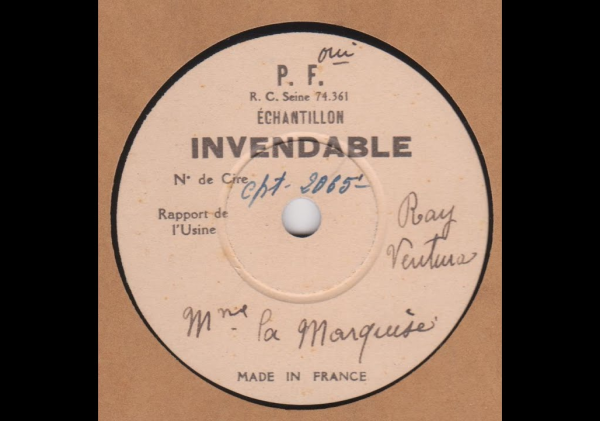 oui
P. F.
R. C. Seine 74.361
ÉCHANTILLON
INVENDABLE
N° de Cire cpt - 2065 -
Rapport de
l'Usine
Ray
Ventura
Mme la Marquise
MADE IN FRANCE